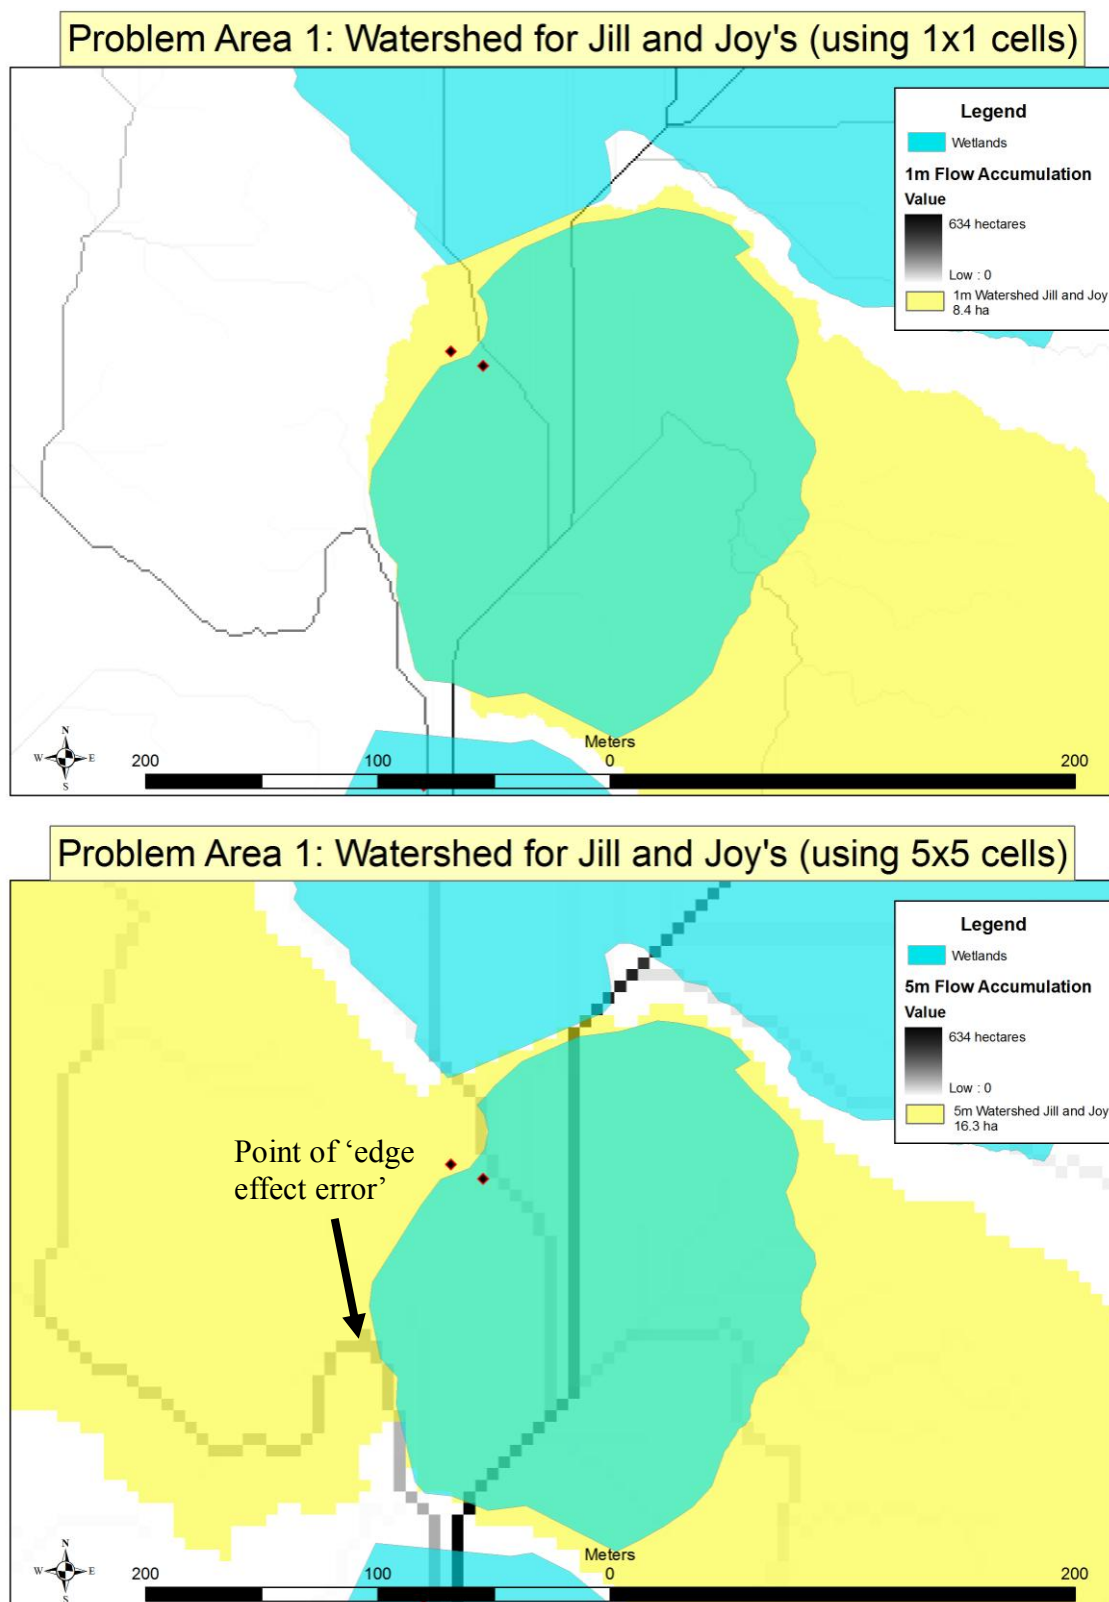 Problem Area 1: Watershed for Jill and Joy's (using 1x1 cells)
Legend
Wetlands
1m Flow Accumulation
Value
634 hectares
Low : 0
1m Watershed Jill and Joy
8.4 ha
N
W E
S
Meters
200 100 0 200
Problem Area 1: Watershed for Jill and Joy's (using 5x5 cells)
Legend
Wetlands
5m Flow Accumulation
Value
634 hectares
Low : 0
5m Watershed Jill and Joy
16.3 ha
Point of ‘edge
effect error’
N
W E
S
Meters
200 100 0 200